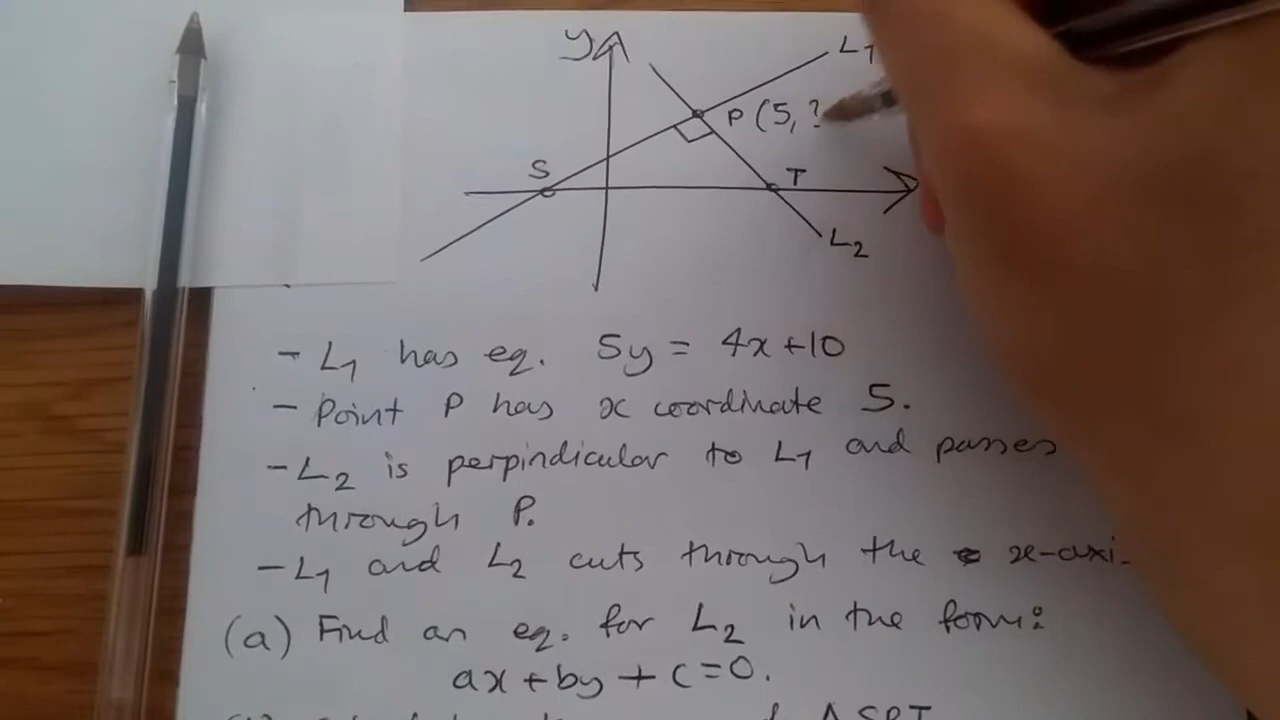 y
L1
P (5, ?
S
T
L2
- L1 has eq. 5y = 4x+10
- Point P has x coordinate 5.
- L2 is perpindicular to L1 and passes
through P.
- L1 and L2 cuts through the x-axi
(a) Find an eq. for L2 in the form:
ax+by+c=0.
Δ SPT